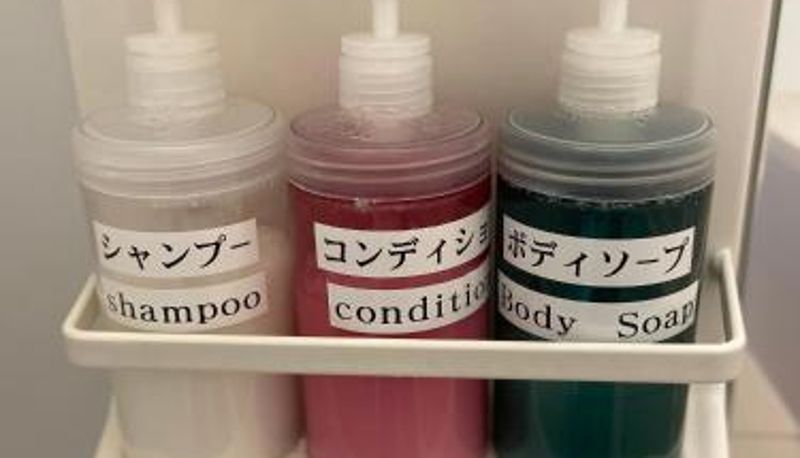 シャンプー
shampoo
コンディショ
conditio
ボディソープ
Body Soap